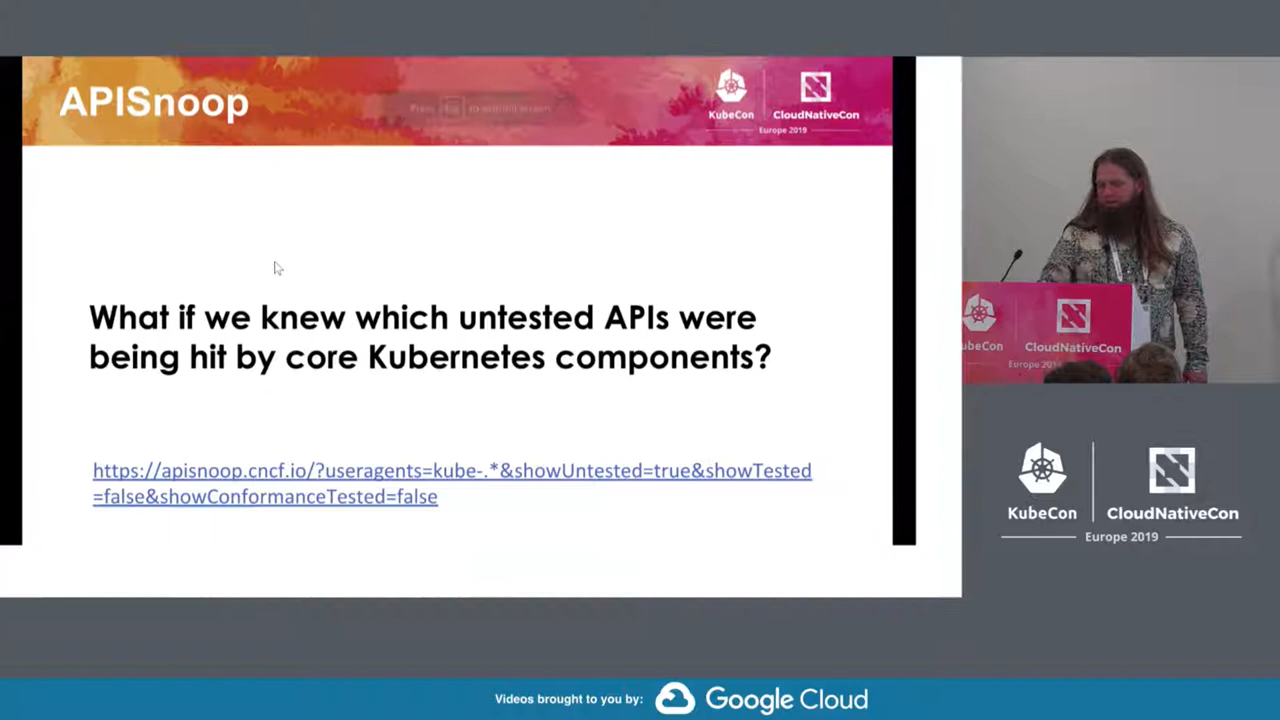 APISnoop
KubeCon
CloudNativeCon
Europe 2019
What if we knew which untested APIs were
being hit by core Kubernetes components?
https://apisnoop.cncf.io/?useragents=kube-.*&showUntested=true&showTested
=false&showConformanceTested=false
CloudNativeCon
KubeCon
CloudNativeCon
Europe 2019
Videos brought to you by:
Google Cloud